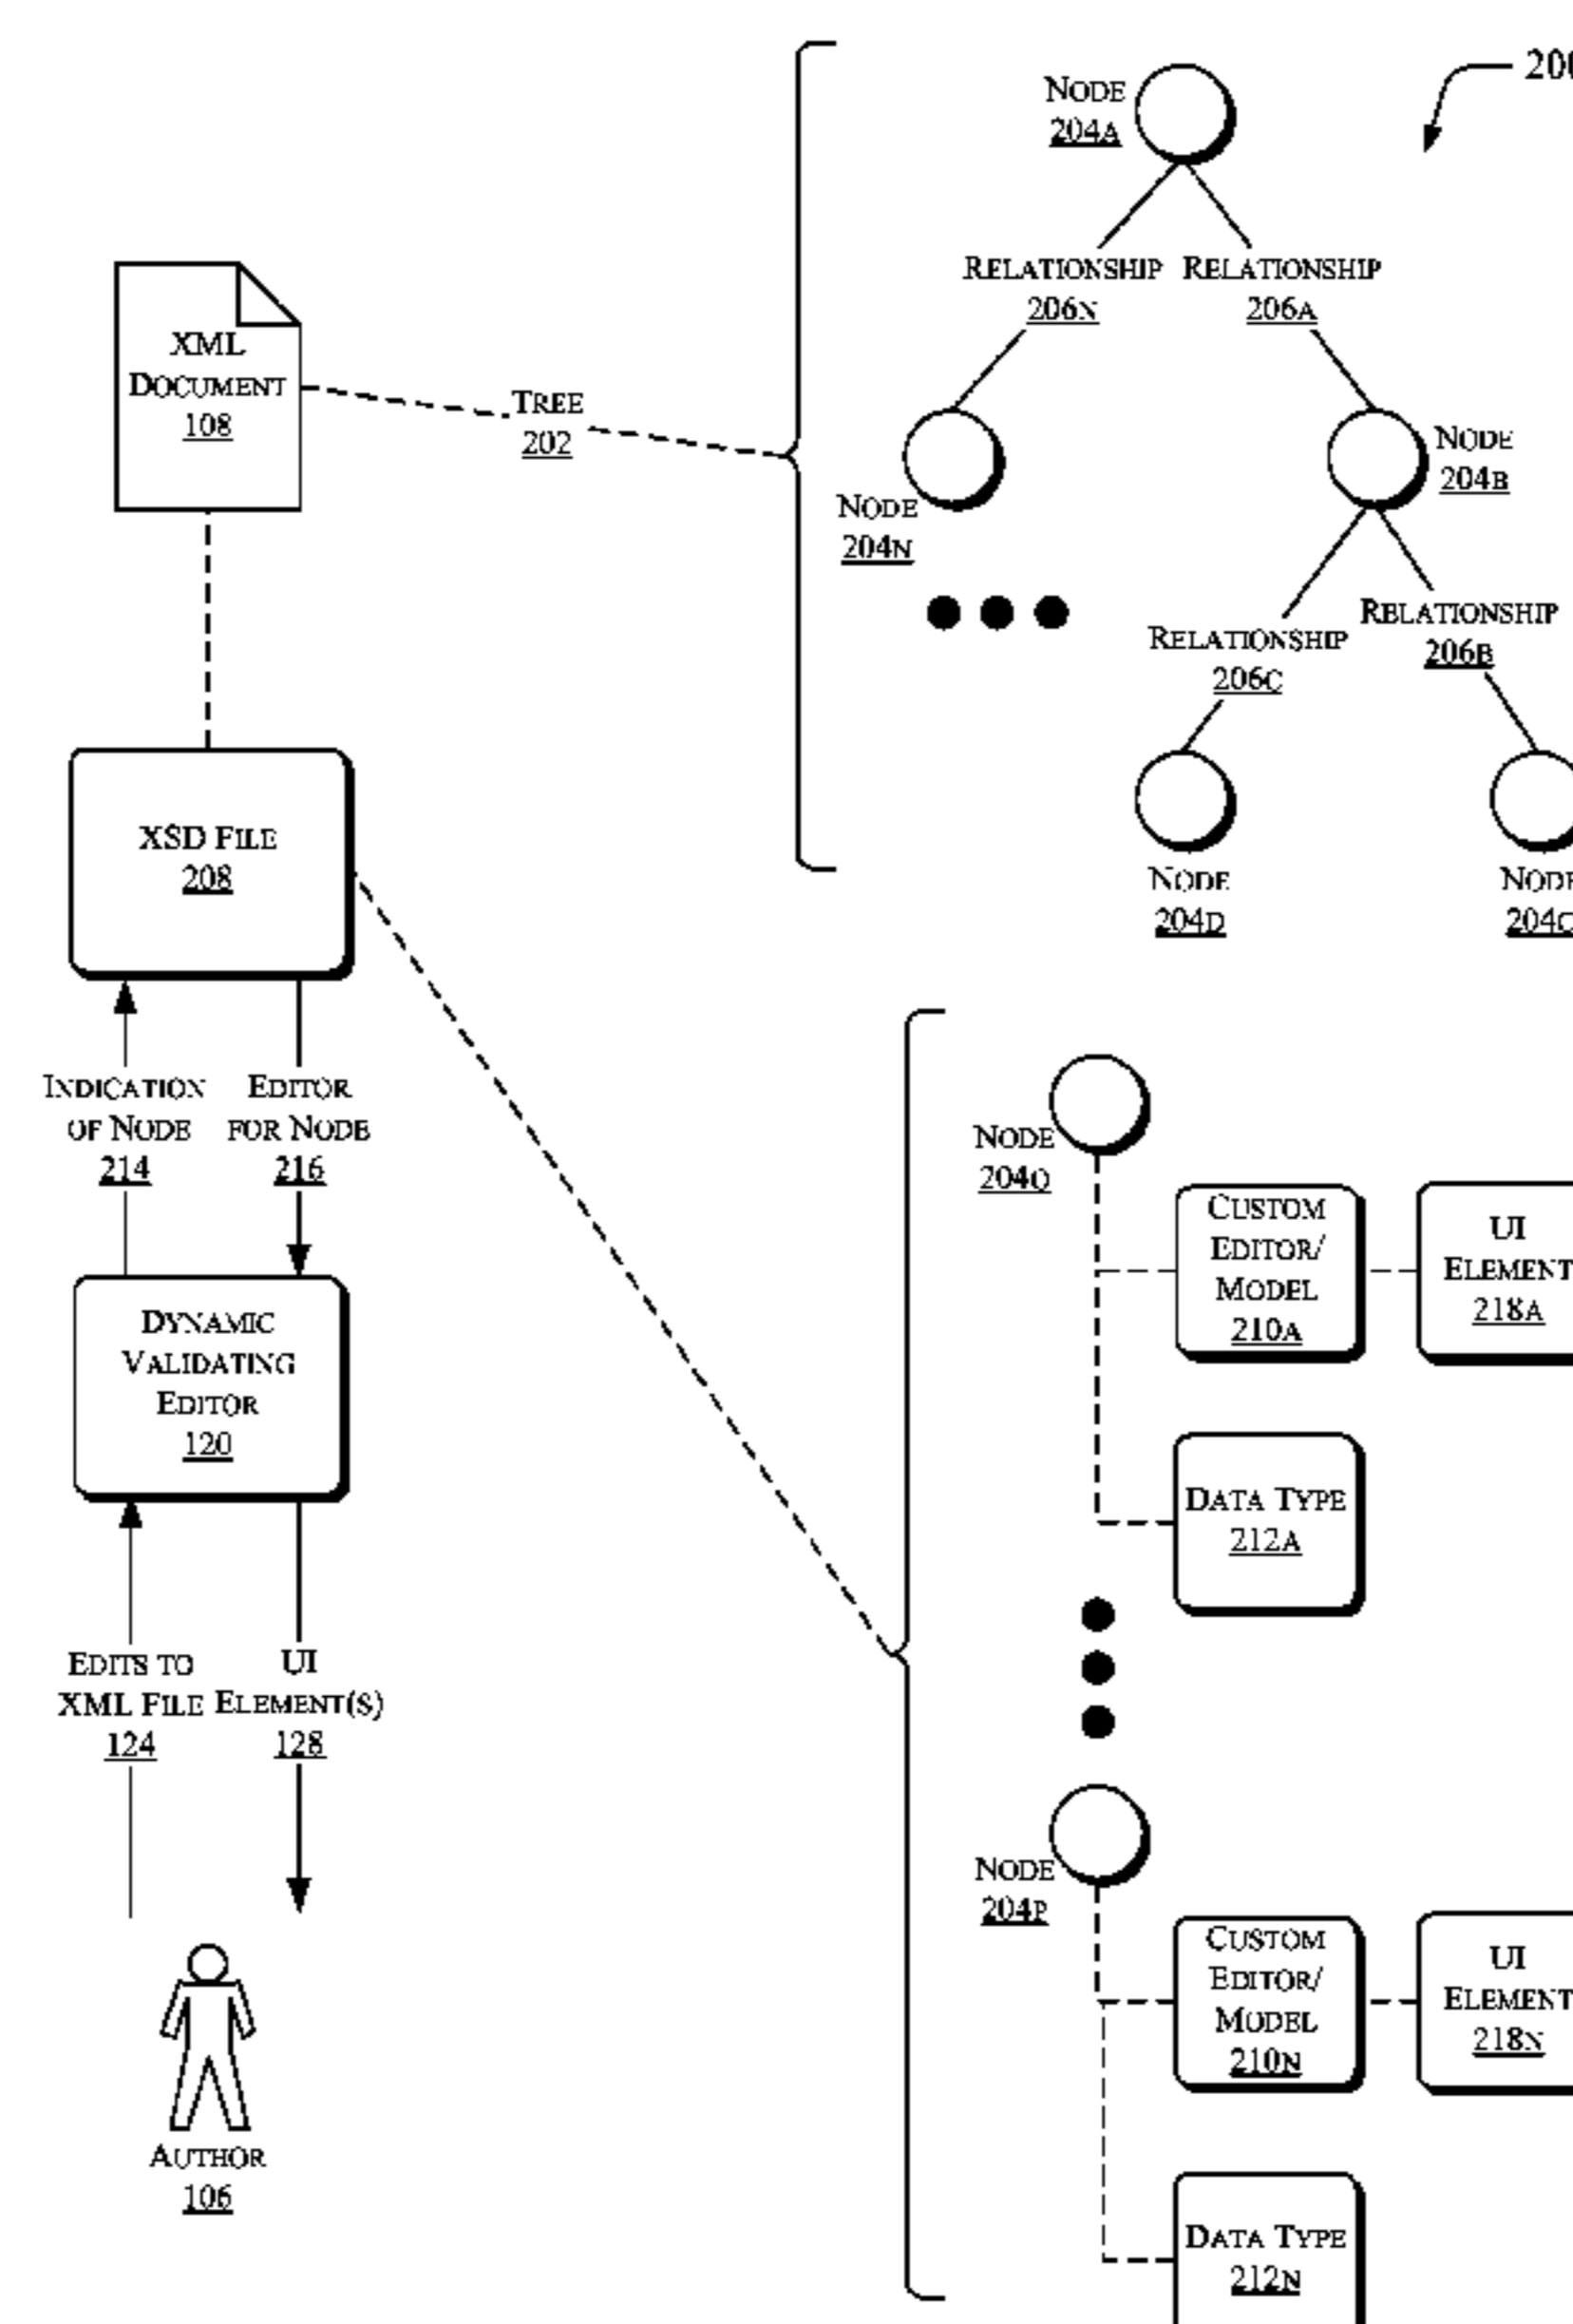 200
NODE
204A
RELATIONSHIP
206N
RELATIONSHIP
206A
XML
DOCUMENT
108
TREE
202
NODE
204N
NODE
204B
RELATIONSHIP
206C
RELATIONSHIP
206B
XSD FILE
208
NODE
204D
NODE
204C
INDICATION
OF NODE
214
EDITOR
FOR NODE
216
NODE
204Q
CUSTOM
EDITOR/
MODEL
210A
UI
ELEMENT
218A
DYNAMIC
VALIDATING
EDITOR
120
DATA TYPE
212A
EDITS TO
XML FILE
124
UI
ELEMENT(S)
128
NODE
204P
CUSTOM
EDITOR/
MODEL
210N
UI
ELEMENT
218N
AUTHOR
106
DATA TYPE
212N